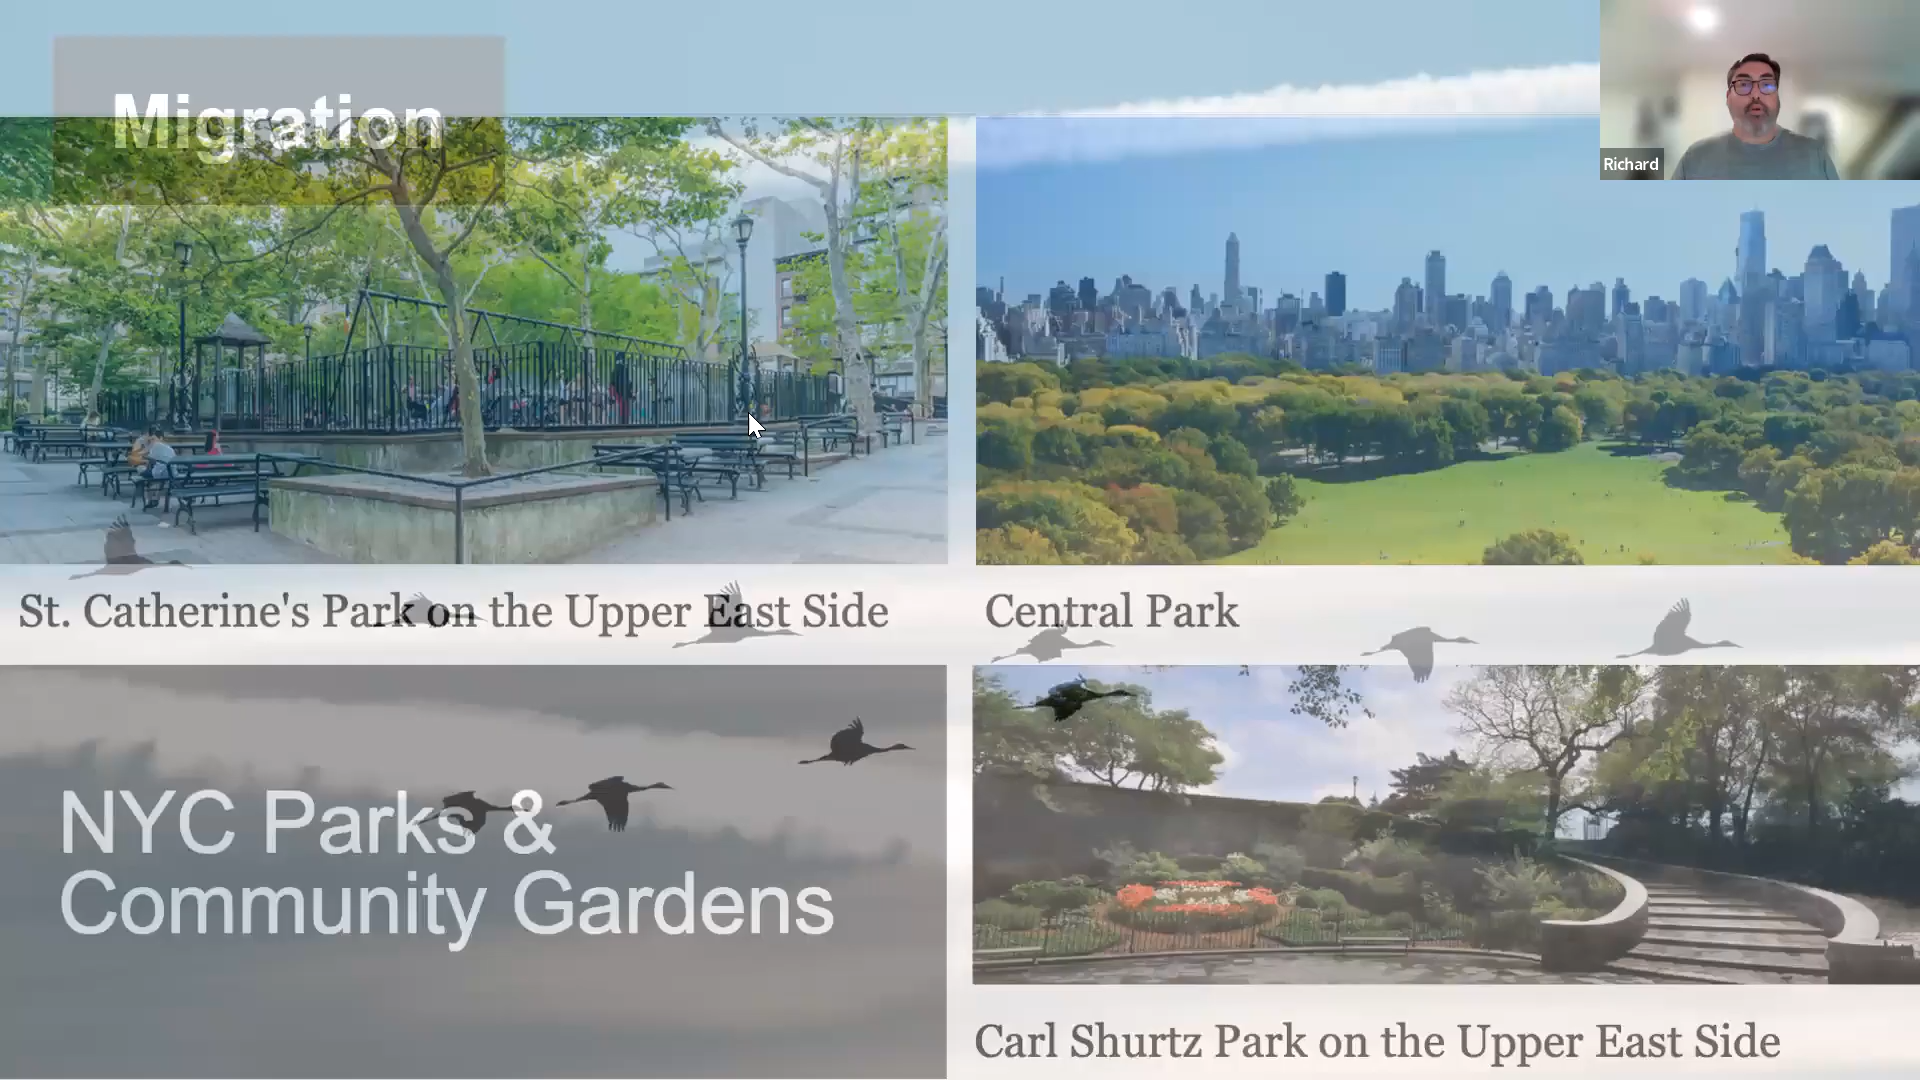 Migration
Richard
St. Catherine's Park on the Upper East Side
Central Park
NYC Parks &
Community Gardens
Carl Shurtz Park on the Upper East Side